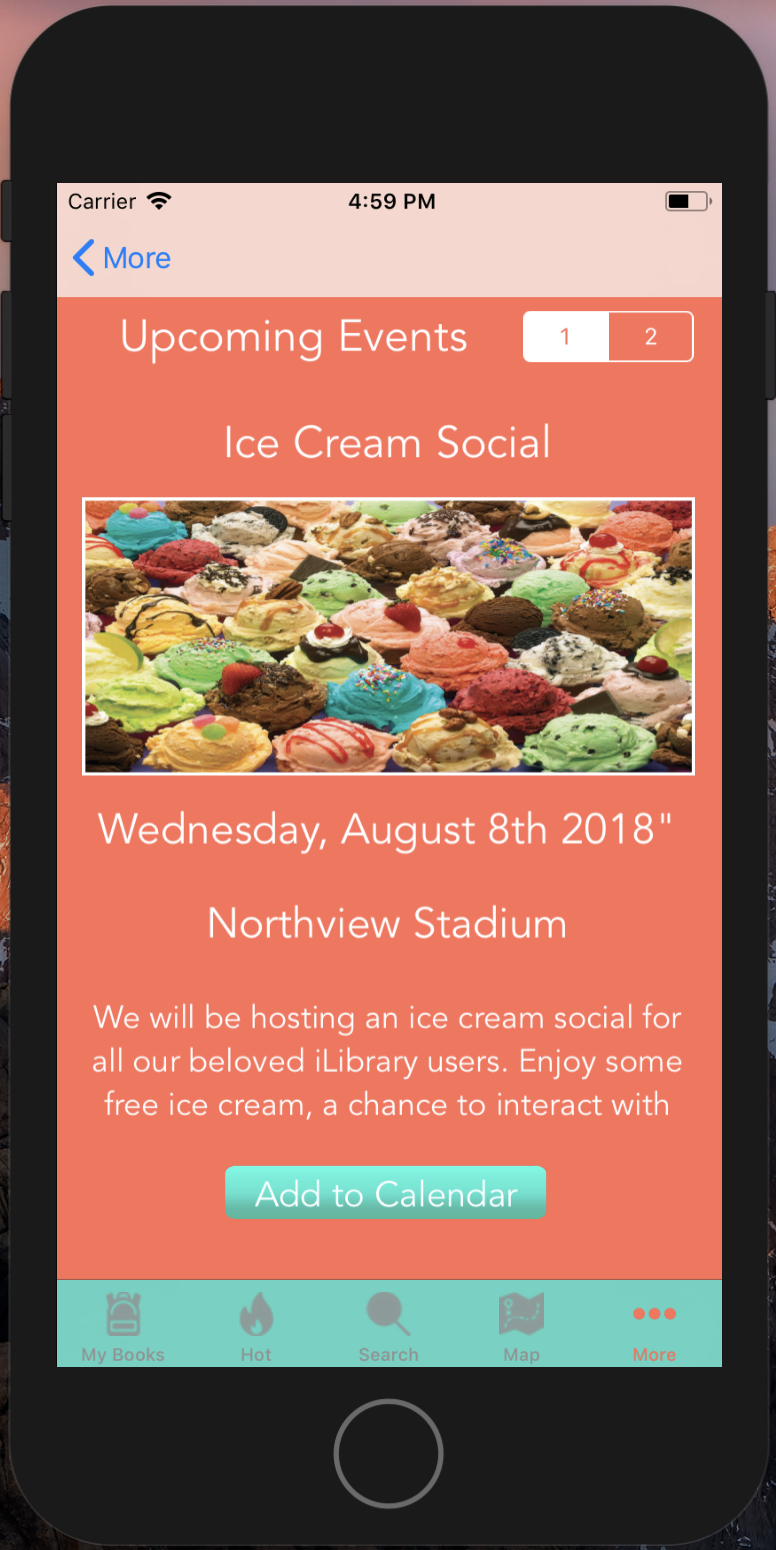 Carrier 4:59 PM
More
Upcoming Events 1 2
Ice Cream Social
Wednesday, August 8th 2018"
Northview Stadium
We will be hosting an ice cream social for
all our beloved iLibrary users. Enjoy some
free ice cream, a chance to interact with
Add to Calendar
My Books Hot Search Map More